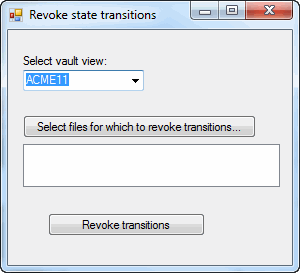 Revoke state transitions
Select vault view:
ACME11
Select files for which to revoke transitions...
Revoke transitions